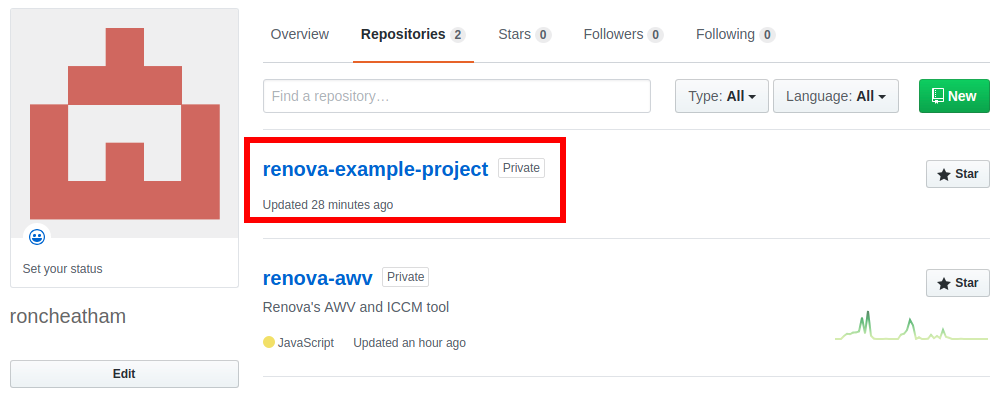 Overview Repositories 2 Stars 0 Followers 0 Following 0
Find a repository… Type: All Language: All New
renova-example-project Private Star
Updated 28 minutes ago
Set your status
renova-awv Private Star
Renova's AWV and ICCM tool
JavaScript Updated an hour ago
roncheatham
Edit